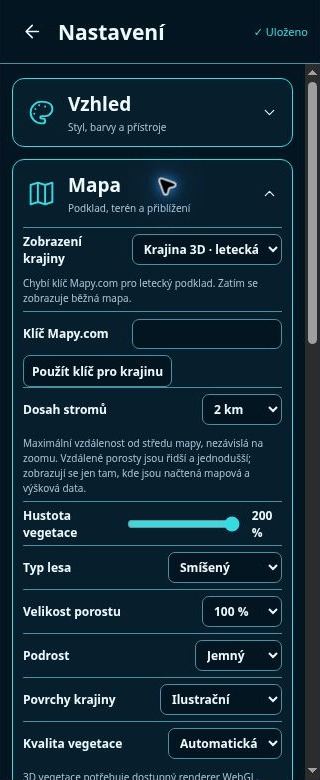 Nastavení
✓ Uloženo
Vzhled
Styl, barvy a přístroje
Mapa
Podklad, terén a přiblížení
Zobrazení
krajiny
Krajina 3D · letecká
Chybí klíč Mapy.com pro letecký podklad. Zatím se
zobrazuje běžná mapa.
Klíč Mapy.com
Použít klíč pro krajinu
Dosah stromů
2 km
Maximální vzdálenost od středu mapy, nezávislá na
zoomu. Vzdálené porosty jsou řidší a jednodušší;
zobrazují se jen tam, kde jsou načtená mapová a
výšková data.
Hustota
vegetace
200
%
Typ lesa
Smíšený
Velikost porostu
100 %
Podrost
Jemný
Povrchy krajiny
Ilustrační
Kvalita vegetace
Automatická
3D vegetace potřebuje dostupný renderer WebGL.